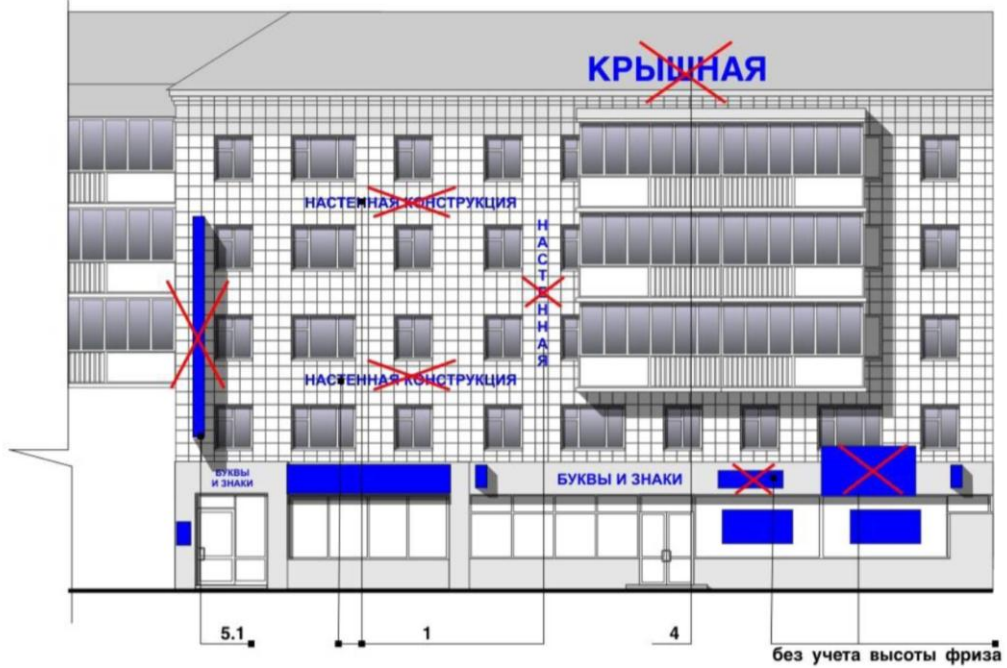 КРЫШНАЯ
НАСТЕННАЯ КОНСТРУКЦИЯ
НАСТЕННАЯ
НАСТЕННАЯ КОНСТРУКЦИЯ
БУКВЫ
И ЗНАКИ
БУКВЫ И ЗНАКИ
5.1
1
4
без учета высоты фриза